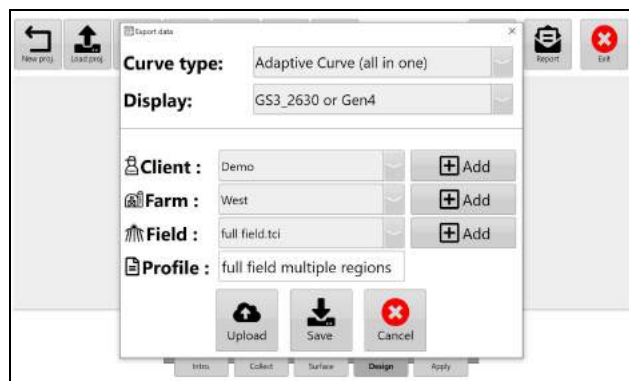 Export data
New proj.
Load proj.
Report
Exit
Curve type: Adaptive Curve (all in one)
Display: GS3_2630 or Gen4
Client : Demo Add
Farm : West Add
Field : full field.tci Add
Profile : full field multiple regions
Upload
Save
Cancel
Intro
Collect
Surface
Design
Apply